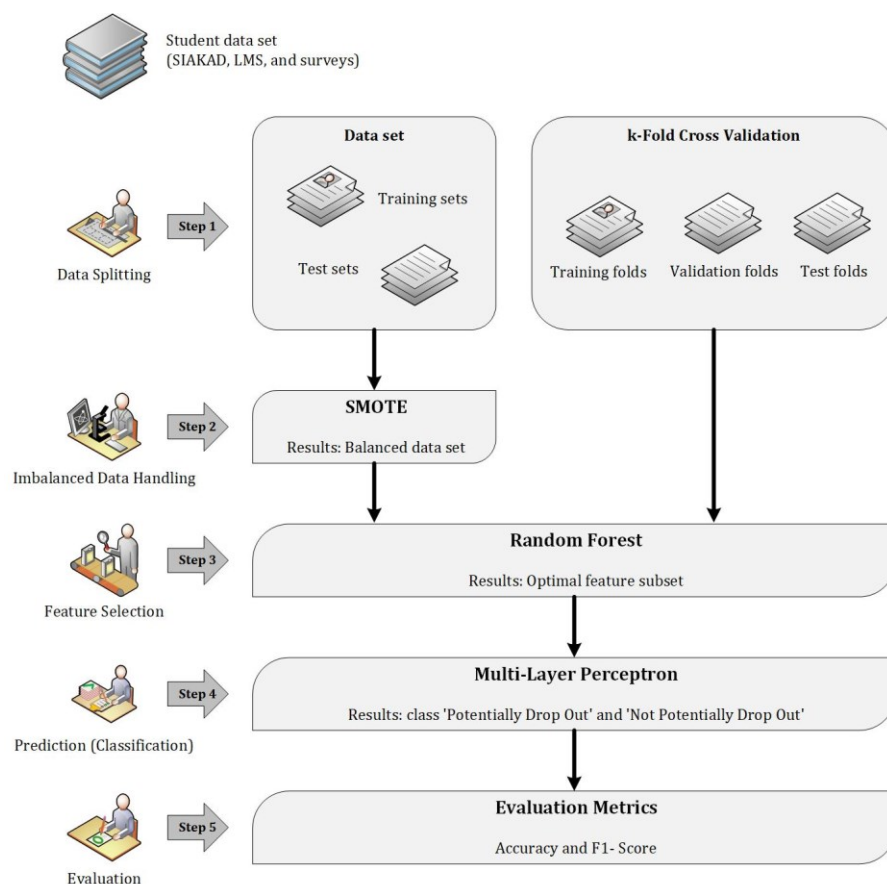 Student data set
(SIAKAD, LMS, and surveys)
Data set
k-Fold Cross Validation
Training sets
Test sets
Training folds
Validation folds
Test folds
Step 1
Data Splitting
SMOTE
Results: Balanced data set
Step 2
Imbalanced Data Handling
Random Forest
Results: Optimal feature subset
Step 3
Feature Selection
Multi-Layer Perceptron
Results: class 'Potentially Drop Out' and 'Not Potentially Drop Out'
Step 4
Prediction (Classification)
Evaluation Metrics
Accuracy and F1- Score
Step 5
Evaluation